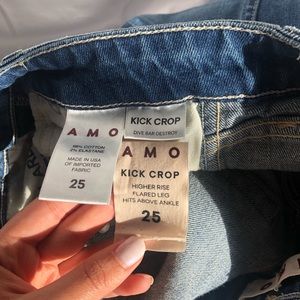 AMO
98% COTTON
2% ELASTANE
MADE IN USA
OF IMPORTED
FABRIC
25
KICK CROP
DIVE BAR DESTROY
AMO
KICK CROP
HIGHER RISE
FLARED LEG
HITS ABOVE ANKLE
25